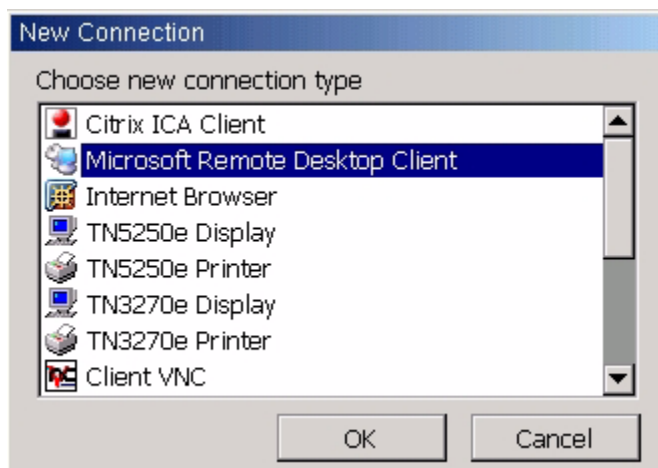 New Connection
Choose new connection type
Citrix ICA Client
Microsoft Remote Desktop Client
Internet Browser
TN5250e Display
TN5250e Printer
TN3270e Display
TN3270e Printer
Client VNC
OK Cancel